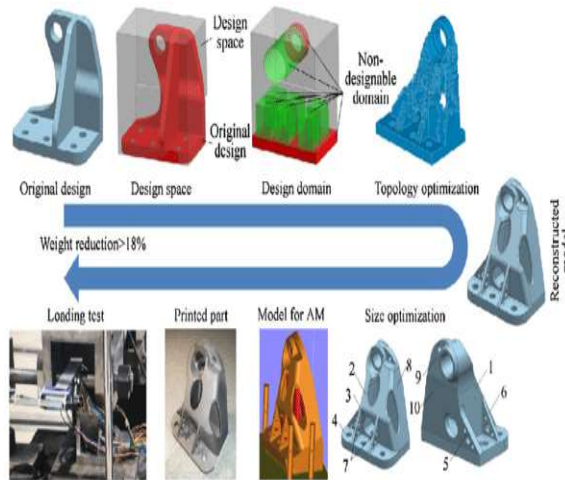 Design
space
Non-
designable
domain
Original
design
Original design
Design space
Design domain
Topology optimization
Weight reduction>18%
Reconstructed
model
Loading test
Printed part
Model for AM
Size optimization
2
8
3
4
7
9
1
10
6
5